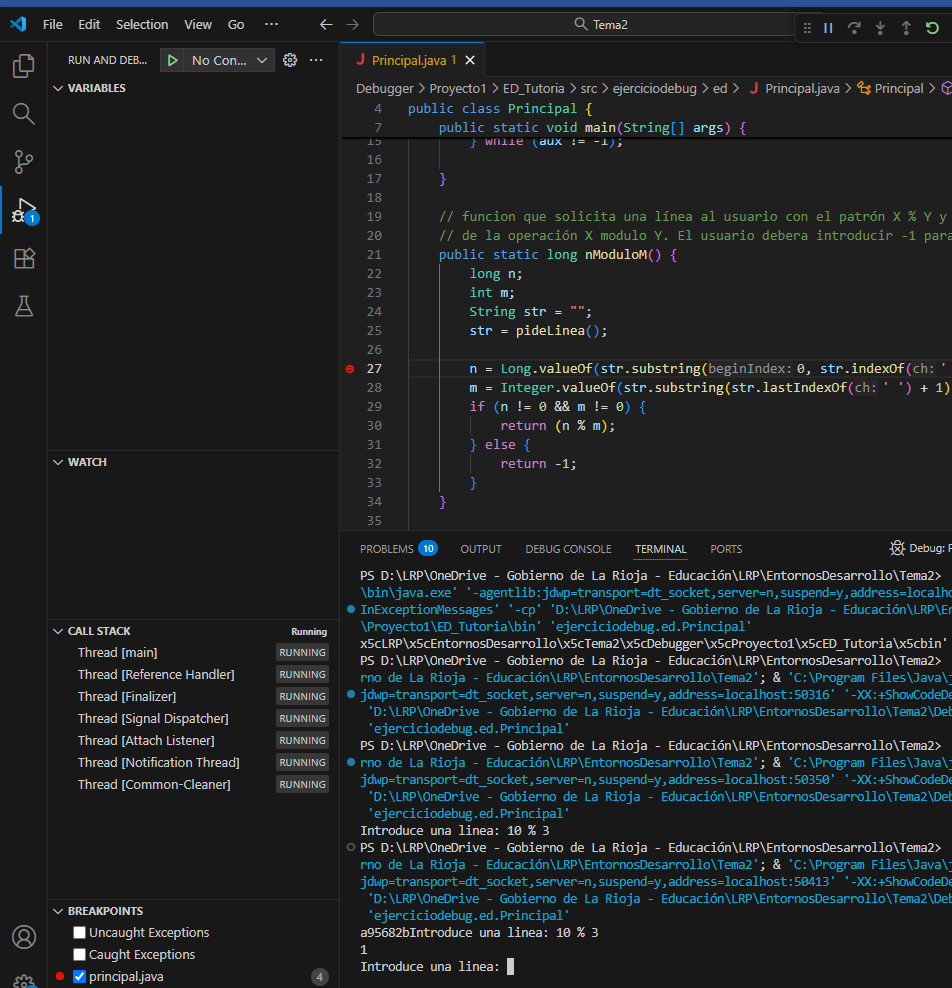 File Edit Selection View Go ··· Tema2
RUN AND DEB... No Con... ···
VARIABLES
WATCH
CALL STACK Running
Thread [main] RUNNING
Thread [Reference Handler] RUNNING
Thread [Finalizer] RUNNING
Thread [Signal Dispatcher] RUNNING
Thread [Attach Listener] RUNNING
Thread [Notification Thread] RUNNING
Thread [Common-Cleaner] RUNNING
BREAKPOINTS
Uncaught Exceptions
Caught Exceptions
principal.java 4
1
J Principal.java 1
Debugger > Proyecto1 > ED_Tutoria > src > ejerciciodebug > ed > J Principal.java > Principal >
4 public class Principal {
7 public static void main(String[] args) {
15 } while (aux != -1);
16
17 }
18
19 // funcion que solicita una línea al usuario con el patrón X % Y y
20 // de la operación X modulo Y. El usuario debera introducir -1 para
21 public static long nModuloM() {
22 long n;
23 int m;
24 String str = "";
25 str = pideLinea();
26
27 n = Long.valueOf(str.substring(beginIndex: 0, str.indexOf(ch: '
28 m = Integer.valueOf(str.substring(str.lastIndexOf(ch: ' ') + 1)
29 if (n != 0 && m != 0) {
30 return (n % m);
31 } else {
32 return -1;
33 }
34 }
35
PROBLEMS 10 OUTPUT DEBUG CONSOLE TERMINAL PORTS Debug:
PS D:\LRP\OneDrive - Gobierno de La Rioja - Educación\LRP\EntornosDesarrollo\Tema2>
\bin\java.exe' '-agentlib:jdwp=transport=dt_socket,server=n,suspend=y,address=localho
InExceptionMessages' '-cp' 'D:\LRP\OneDrive - Gobierno de La Rioja - Educación\LRP\En
\Proyecto1\ED_Tutoria\bin' 'ejerciciodebug.ed.Principal'
x5cLRP\x5cEntornosDesarrollo\x5cTema2\x5cDebugger\x5cProyecto1\x5cED_Tutoria\x5cbin'
PS D:\LRP\OneDrive - Gobierno de La Rioja - Educación\LRP\EntornosDesarrollo\Tema2>
rno de La Rioja - Educación\LRP\EntornosDesarrollo\Tema2'; & 'C:\Program Files\Java\j
jdwp=transport=dt_socket,server=n,suspend=y,address=localhost:50316' '-XX:+ShowCodeDe
'D:\LRP\OneDrive - Gobierno de La Rioja - Educación\LRP\EntornosDesarrollo\Tema2\Deb
'ejerciciodebug.ed.Principal'
PS D:\LRP\OneDrive - Gobierno de La Rioja - Educación\LRP\EntornosDesarrollo\Tema2>
rno de La Rioja - Educación\LRP\EntornosDesarrollo\Tema2'; & 'C:\Program Files\Java\j
jdwp=transport=dt_socket,server=n,suspend=y,address=localhost:50350' '-XX:+ShowCodeDe
'D:\LRP\OneDrive - Gobierno de La Rioja - Educación\LRP\EntornosDesarrollo\Tema2\Deb
'ejerciciodebug.ed.Principal'
Introduce una linea: 10 % 3
PS D:\LRP\OneDrive - Gobierno de La Rioja - Educación\LRP\EntornosDesarrollo\Tema2>
rno de La Rioja - Educación\LRP\EntornosDesarrollo\Tema2'; & 'C:\Program Files\Java\j
jdwp=transport=dt_socket,server=n,suspend=y,address=localhost:50413' '-XX:+ShowCodeDe
'D:\LRP\OneDrive - Gobierno de La Rioja - Educación\LRP\EntornosDesarrollo\Tema2\Deb
'ejerciciodebug.ed.Principal'
a95682bIntroduce una linea: 10 % 3
1
Introduce una linea: